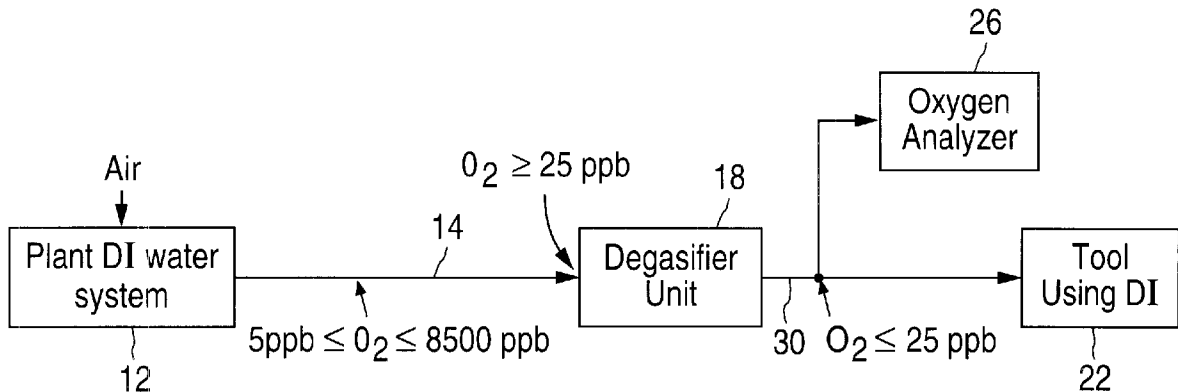 26
Oxygen
Analyzer
Air
O₂ ≥ 25 ppb
18
14
Plant DI water
system
Degasifier
Unit
Tool
Using DI
5ppb ≤ O₂ ≤ 8500 ppb
30
O₂ ≤ 25 ppb
12
22